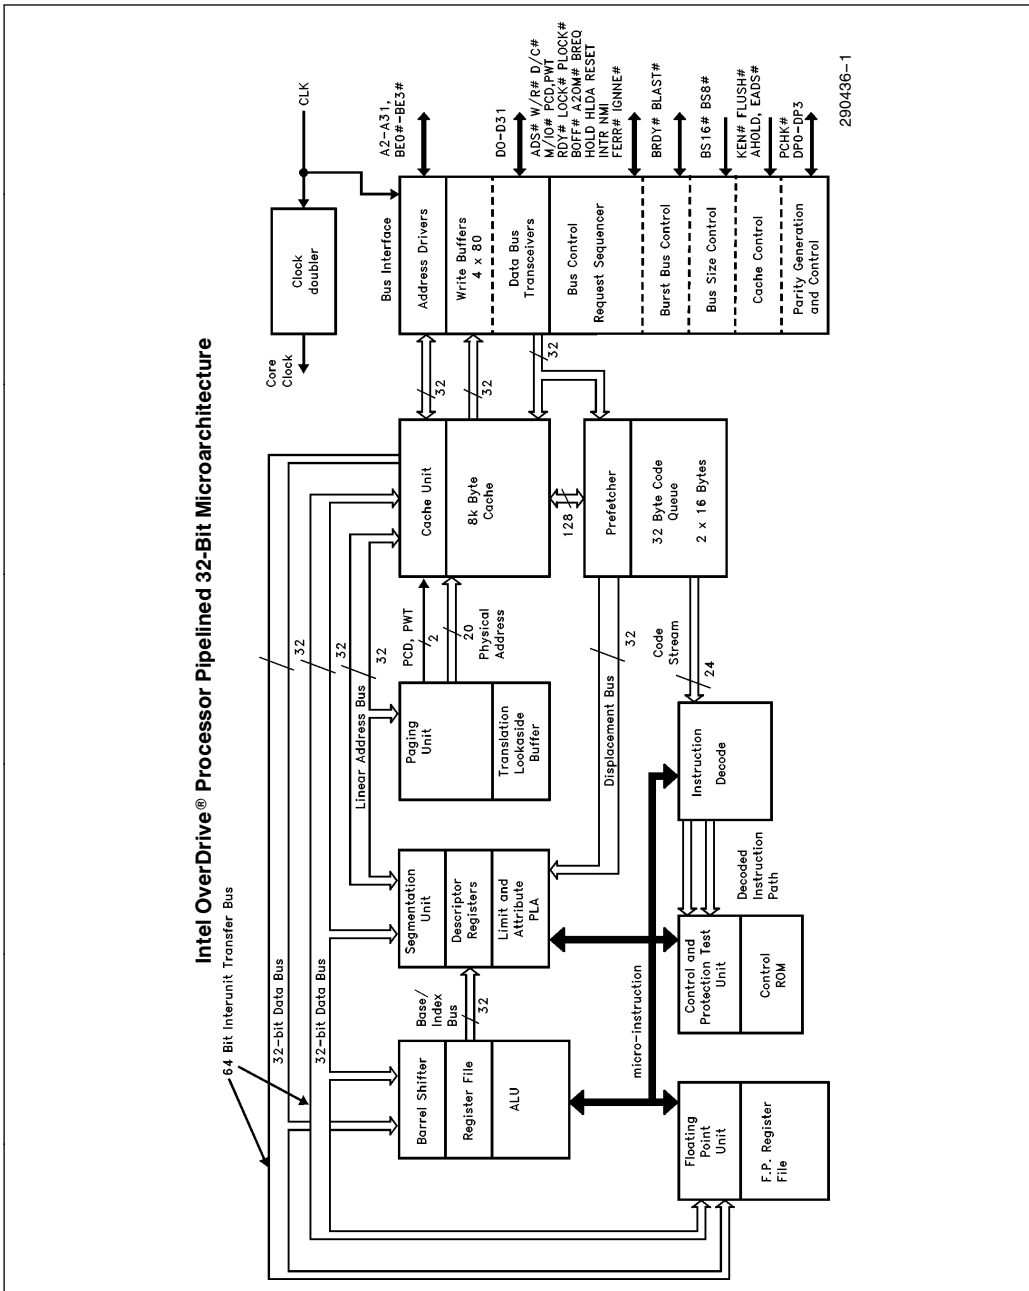 Intel OverDrive® Processor Pipelined 32-Bit Microarchitecture
64 Bit Interunit Transfer Bus
32-bit Data Bus
32-bit Data Bus
Linear Address Bus
32
32
32
32
Core
Clock
Clock
doubler
CLK
Barrel Shifter
Register File
ALU
Base/
Index
Bus
32
Segmentation
Unit
Descriptor
Registers
Limit and
Attribute
PLA
Paging
Unit
Translation
Lookaside
Buffer
PCD, PWT
2
20
Physical
Address
Cache Unit
8k Byte
Cache
32
32
32
Bus Interface
Address Drivers
Write Buffers
4 x 80
Data Bus
Transceivers
Bus Control
Request Sequencer
Burst Bus Control
Bus Size Control
Cache Control
Parity Generation
and Control
A2-A31,
BE0#-BE3#
D0-D31
ADS# W/R# D/C#
M/IO# PCD,PWT
RDY# LOCK# PLOCK#
BOFF# A20M# BREQ
HOLD HLDA RESET
INTR NMI
FERR# IGNNE#
BRDY# BLAST#
BS16# BS8#
KEN# FLUSH#
AHOLD, EADS#
PCHK#
DP0-DP3
128
Prefetcher
32 Byte Code
Queue
2 x 16 Bytes
Displacement Bus
32
Code
Stream
24
micro-instruction
Floating
Point
Unit
F.P. Register
File
Control and
Protection Test
Unit
Control
ROM
Decoded
Instruction
Path
Instruction
Decode
290436-1